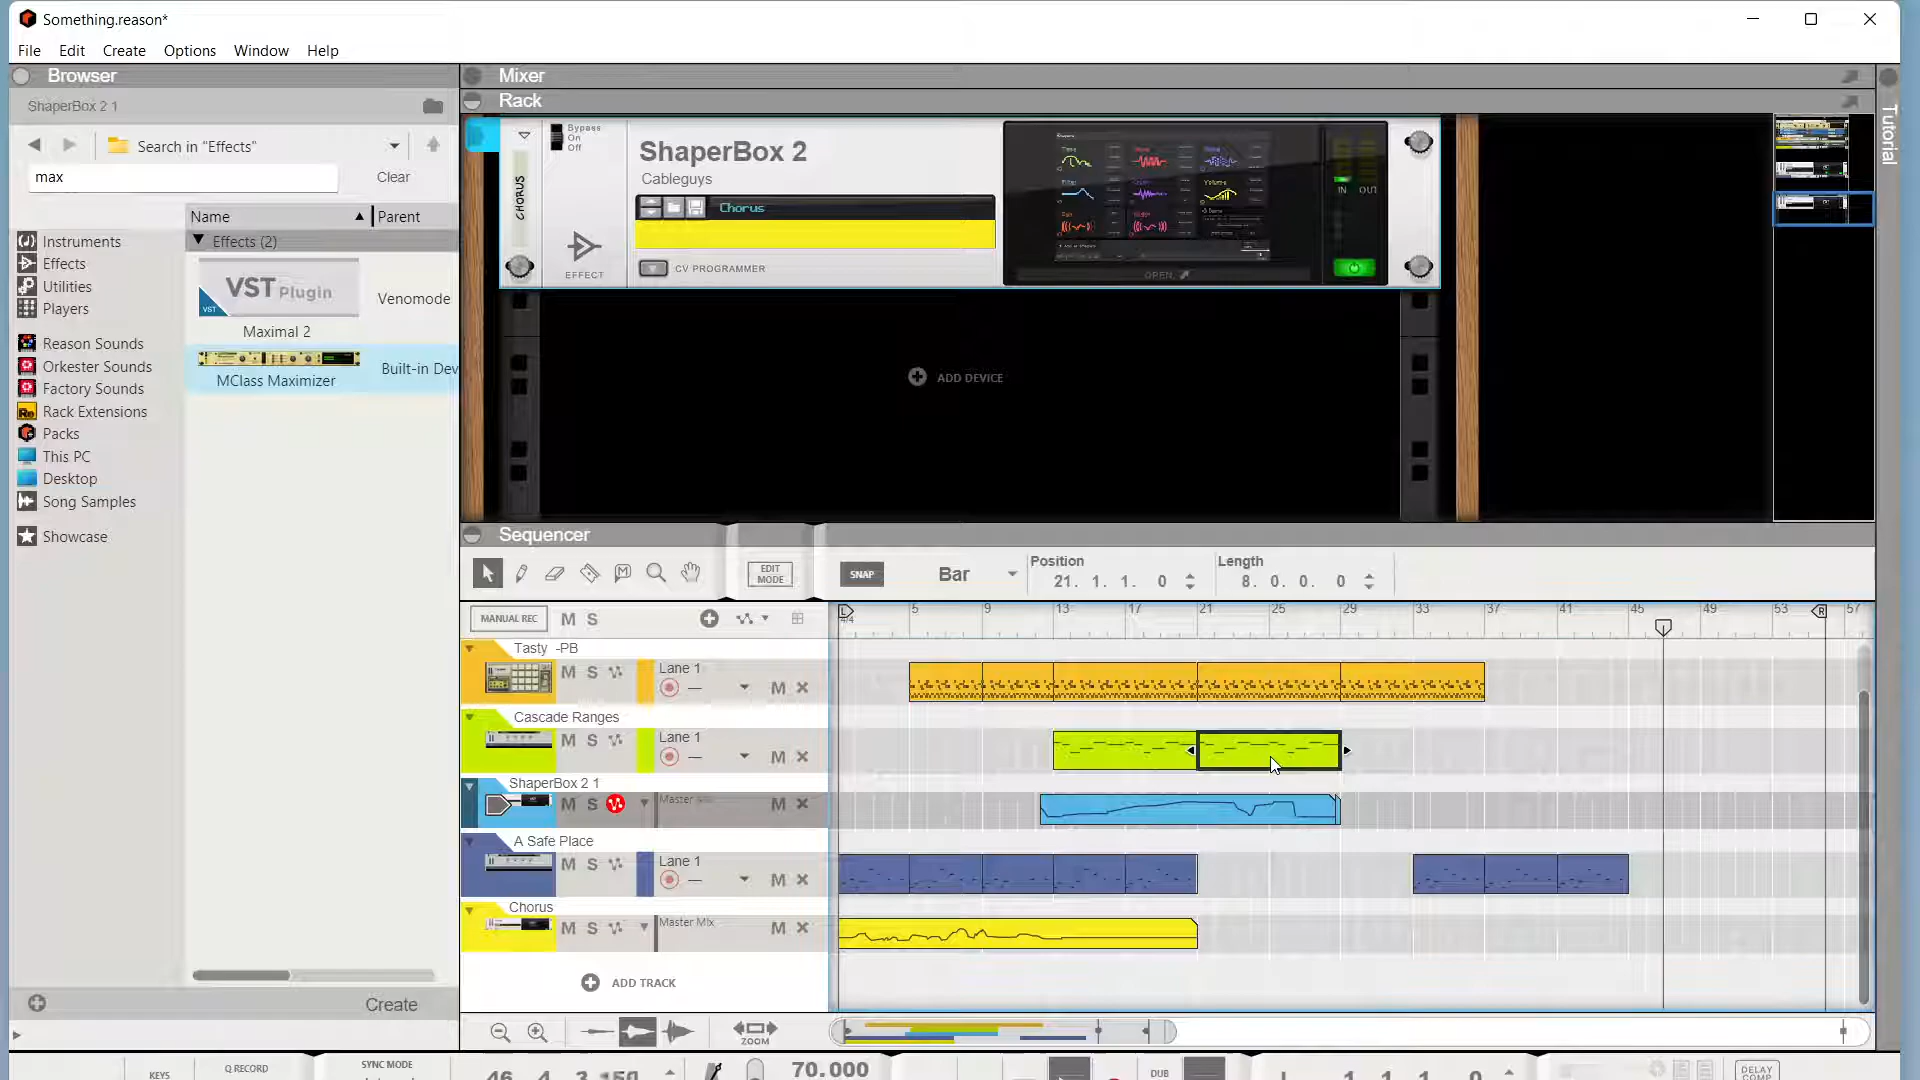 Something.reason*
File Edit Create Options Window Help
Browser
Mixer
Rack
Tutorial
ShaperBox 2 1
Search in "Effects"
max
Clear
Name
Parent
Effects (2)
Instruments
Effects
Utilities
Players
Reason Sounds
Orkester Sounds
Factory Sounds
Rack Extensions
Packs
This PC
Desktop
Song Samples
Showcase
VST Plugin
VST
Venomode
Maximal 2
Built-in Dev
MClass Maximizer
Create
Bypass
On
Off
CHORUS
ShaperBox 2
Cableguys
Chorus
EFFECT
CV PROGRAMMER
OPEN
IN OUT
ADD DEVICE
Sequencer
EDIT
MODE
SNAP
Bar
Position
21. 1. 1. 0
Length
8. 0. 0. 0
MANUAL REC M S
L
4/4
5 9 13 17 21 25 29 33 37 41 45 49 53 57
R
Tasty -PB
M S Lane 1
M
Cascade Ranges
M S Lane 1
M
ShaperBox 2 1
M S Master Mix M
A Safe Place
M S Lane 1
M
Chorus
M S Master Mix M
ADD TRACK
ZOOM
KEYS
Q RECORD
SYNC MODE
70.000
DUB
DELAY
COMP